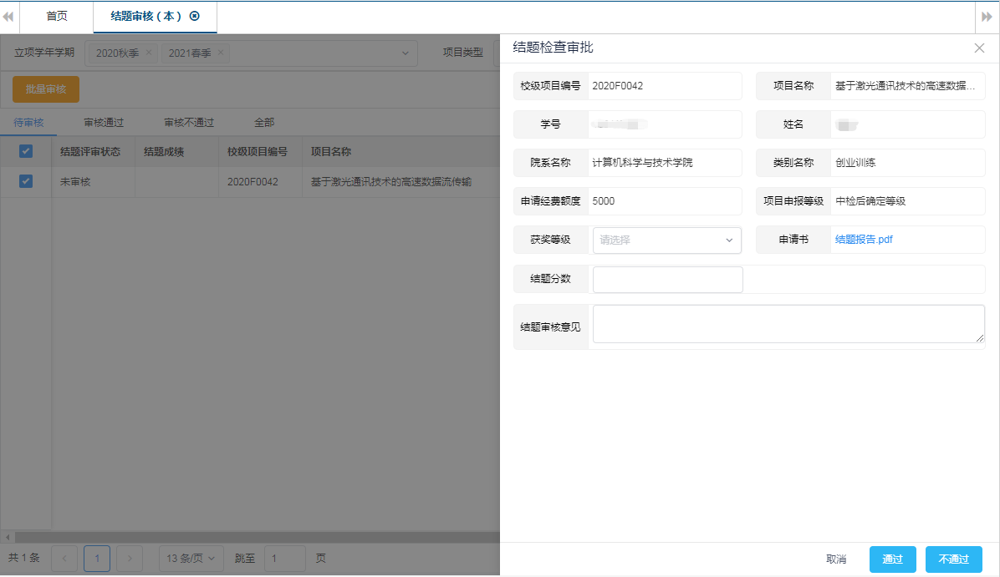 首页
结题审核（本）
立项学年学期 2020秋季 × 2021春季 × 项目类型
批量审核
待审核 审核通过 审核不通过 全部
结题评审状态 结题成绩 校级项目编号 项目名称
未审核 2020F0042 基于激光通讯技术的高速数据流传输
共 1 条 1 13 条/页 跳至 1 页
结题检查审批
校级项目编号 2020F0042 项目名称 基于激光通讯技术的高速数据...
学号 姓名
院系名称 计算机科学与技术学院 类别名称 创业训练
申请经费额度 5000 项目申报等级 中检后确定等级
获奖等级 请选择 申请书 结题报告.pdf
结题分数
结题审核意见
取消 通过 不通过